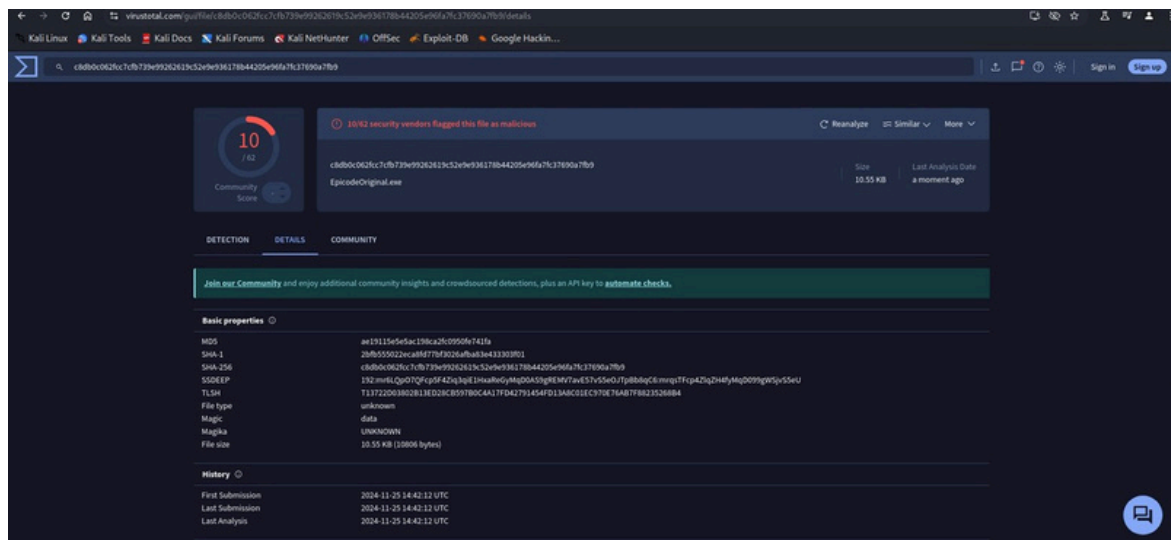 virustotal.com/gui/file/c8db0c062fcc7cfb739e99262619c52e9e936178b44205e96fa7fc37690a7fb9/details
Kali Linux Kali Tools Kali Docs Kali Forums Kali NetHunter OffSec Exploit-DB Google Hackin...
c8db0c062fcc7cfb739e99262619c52e9e936178b44205e96fa7fc37690a7fb9 Sign in Sign up
10/62 security vendors flagged this file as malicious Reanalyze Similar More
10
/ 62
Community
Score
c8db0c062fcc7cfb739e99262619c52e9e936178b44205e96fa7fc37690a7fb9
EpicodeOriginal.exe
Size
10.55 KB
Last Analysis Date
a moment ago
DETECTION DETAILS COMMUNITY
Join our Community and enjoy additional community insights and crowdsourced detections, plus an API key to automate checks.
Basic properties
MD5 ae19115e5e5ac198ca2fc0950fe741fa
SHA-1 2bfb555022eca8fd77bf3026afba83e433303f01
SHA-256 c8db0c062fcc7cfb739e99262619c52e9e936178b44205e96fa7fc37690a7fb9
SSDEEP
TLSH
File type unknown
Magic data
Magika UNKNOWN
File size 10.55 KB (10806 bytes)
History
First Submission 2024-11-25 14:42:12 UTC
Last Submission 2024-11-25 14:42:12 UTC
Last Analysis 2024-11-25 14:42:12 UTC